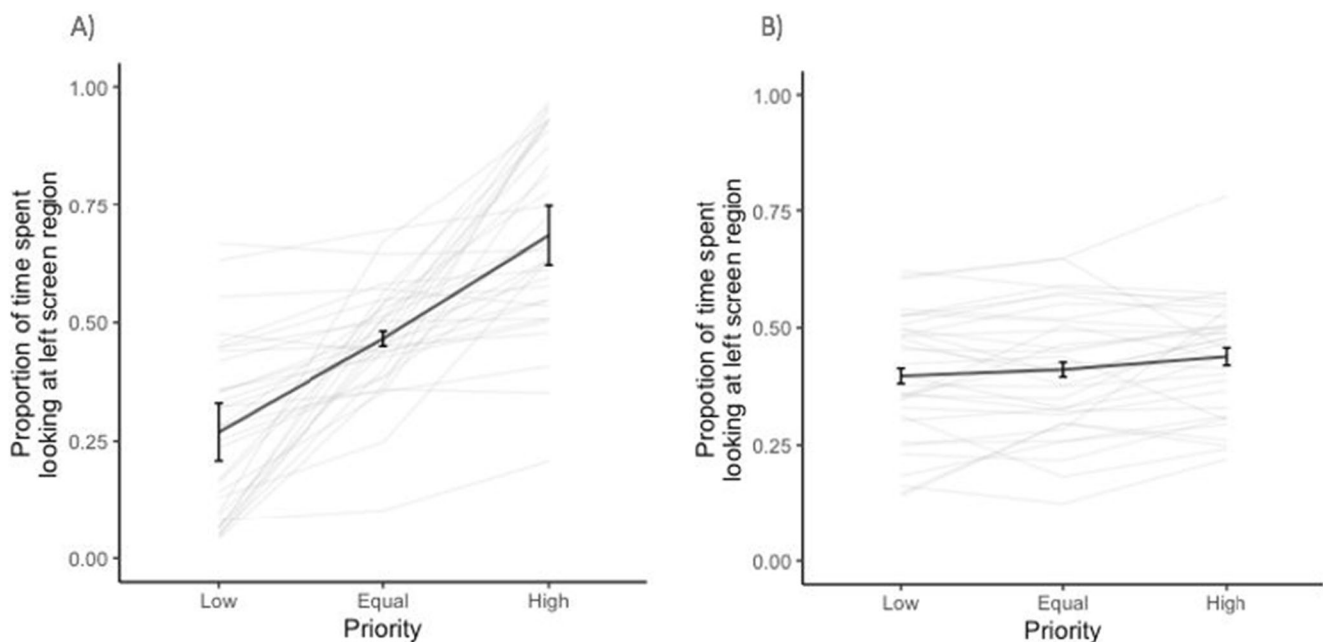 A)
Proportion of time spent
looking at left screen region
1.00
0.75
0.50
0.25
0.00
Low Equal High
Priority
B)
Propotion of time spent
looking at left screen region
1.00
0.75
0.50
0.25
0.00
Low Equal High
Priority